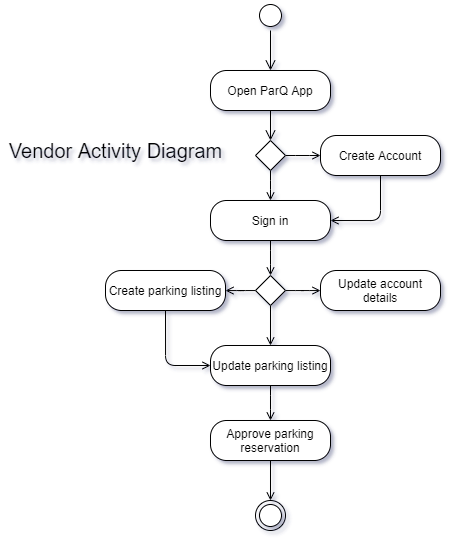 Open ParQ App
Vendor Activity Diagram
Create Account
Sign in
Create parking listing
Update account
details
Update parking listing
Approve parking
reservation